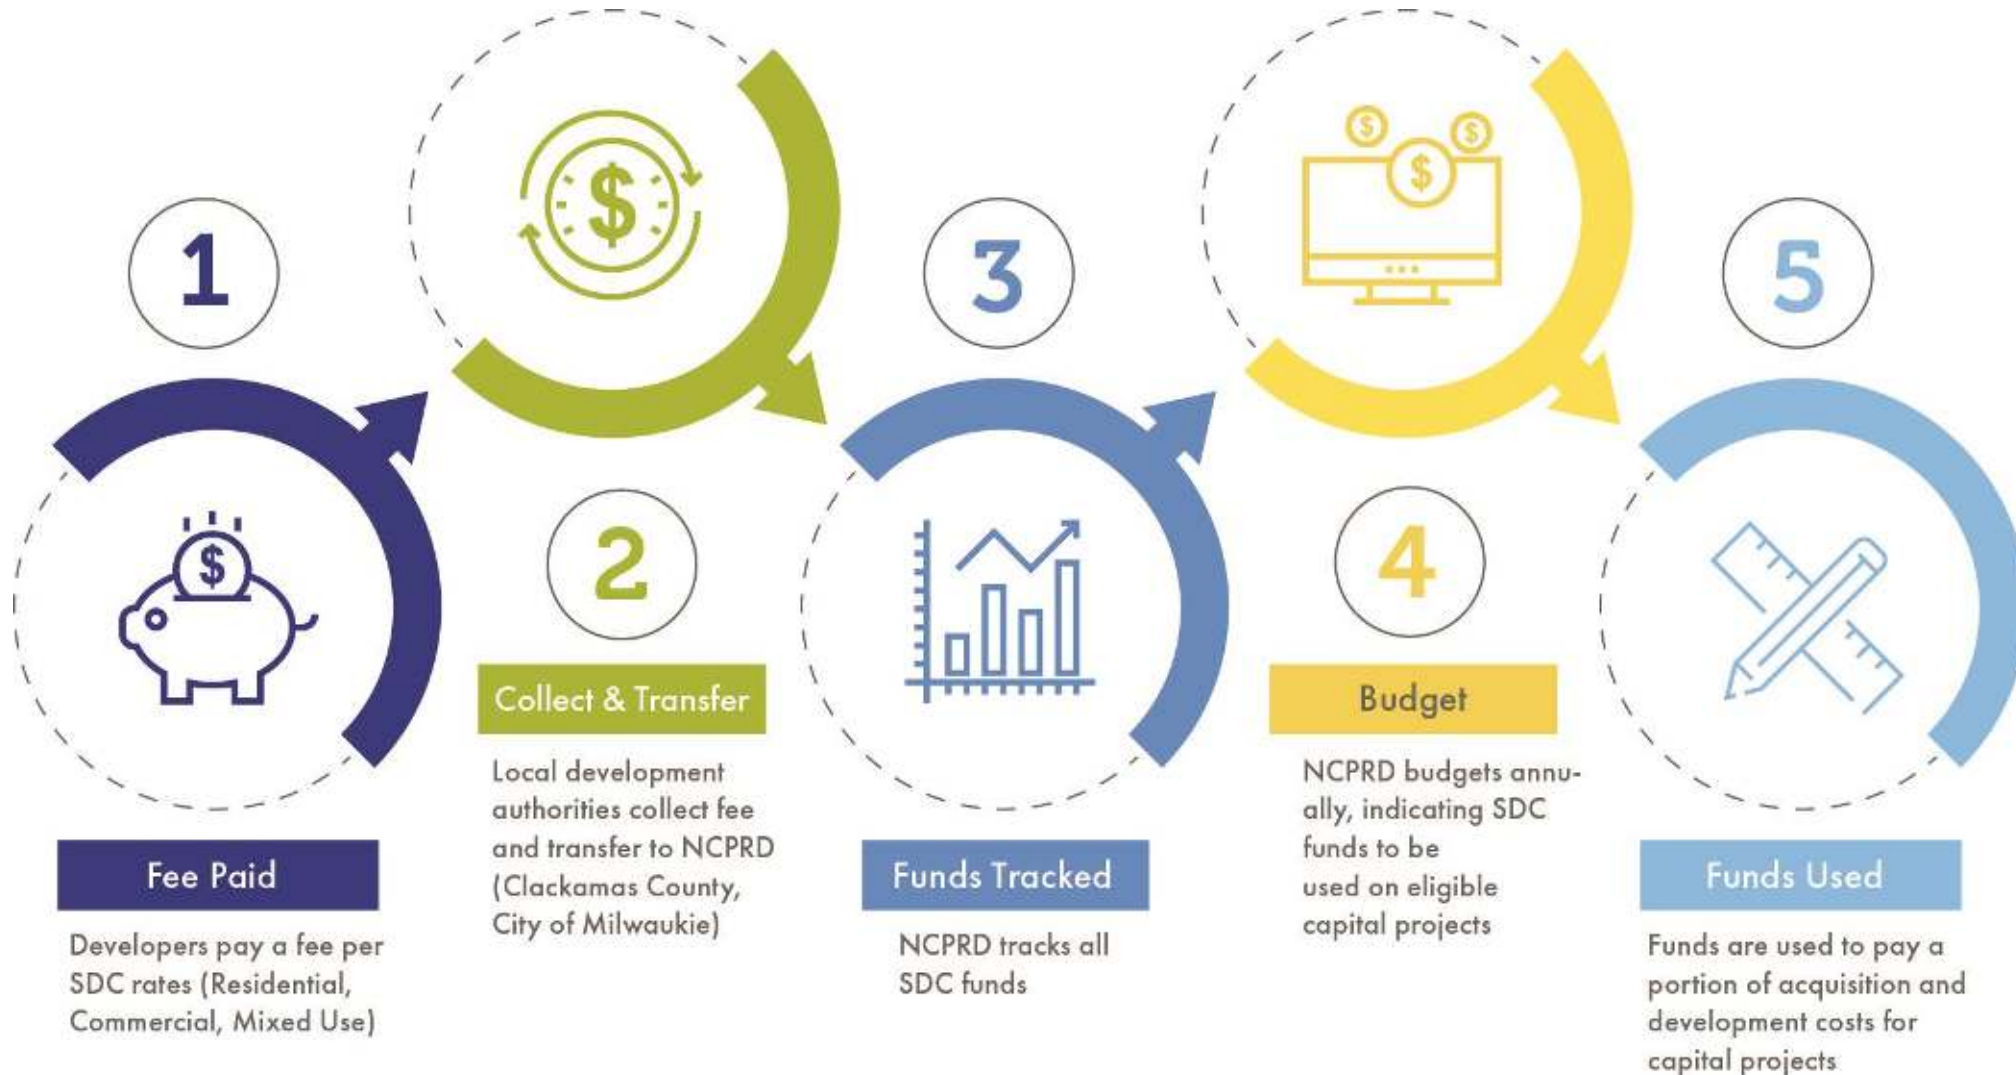 1
Fee Paid
Developers pay a fee per
SDC rates (Residential,
Commercial, Mixed Use)
$
$
2
Collect & Transfer
Local development
authorities collect fee
and transfer to NCPRD
(Clackamas County,
City of Milwaukie)
3
Funds Tracked
NCPRD tracks all
SDC funds
$ $ $
4
Budget
NCPRD budgets annu-
ally, indicating SDC
funds to be
used on eligible
capital projects
5
Funds Used
Funds are used to pay a
portion of acquisition and
development costs for
capital projects